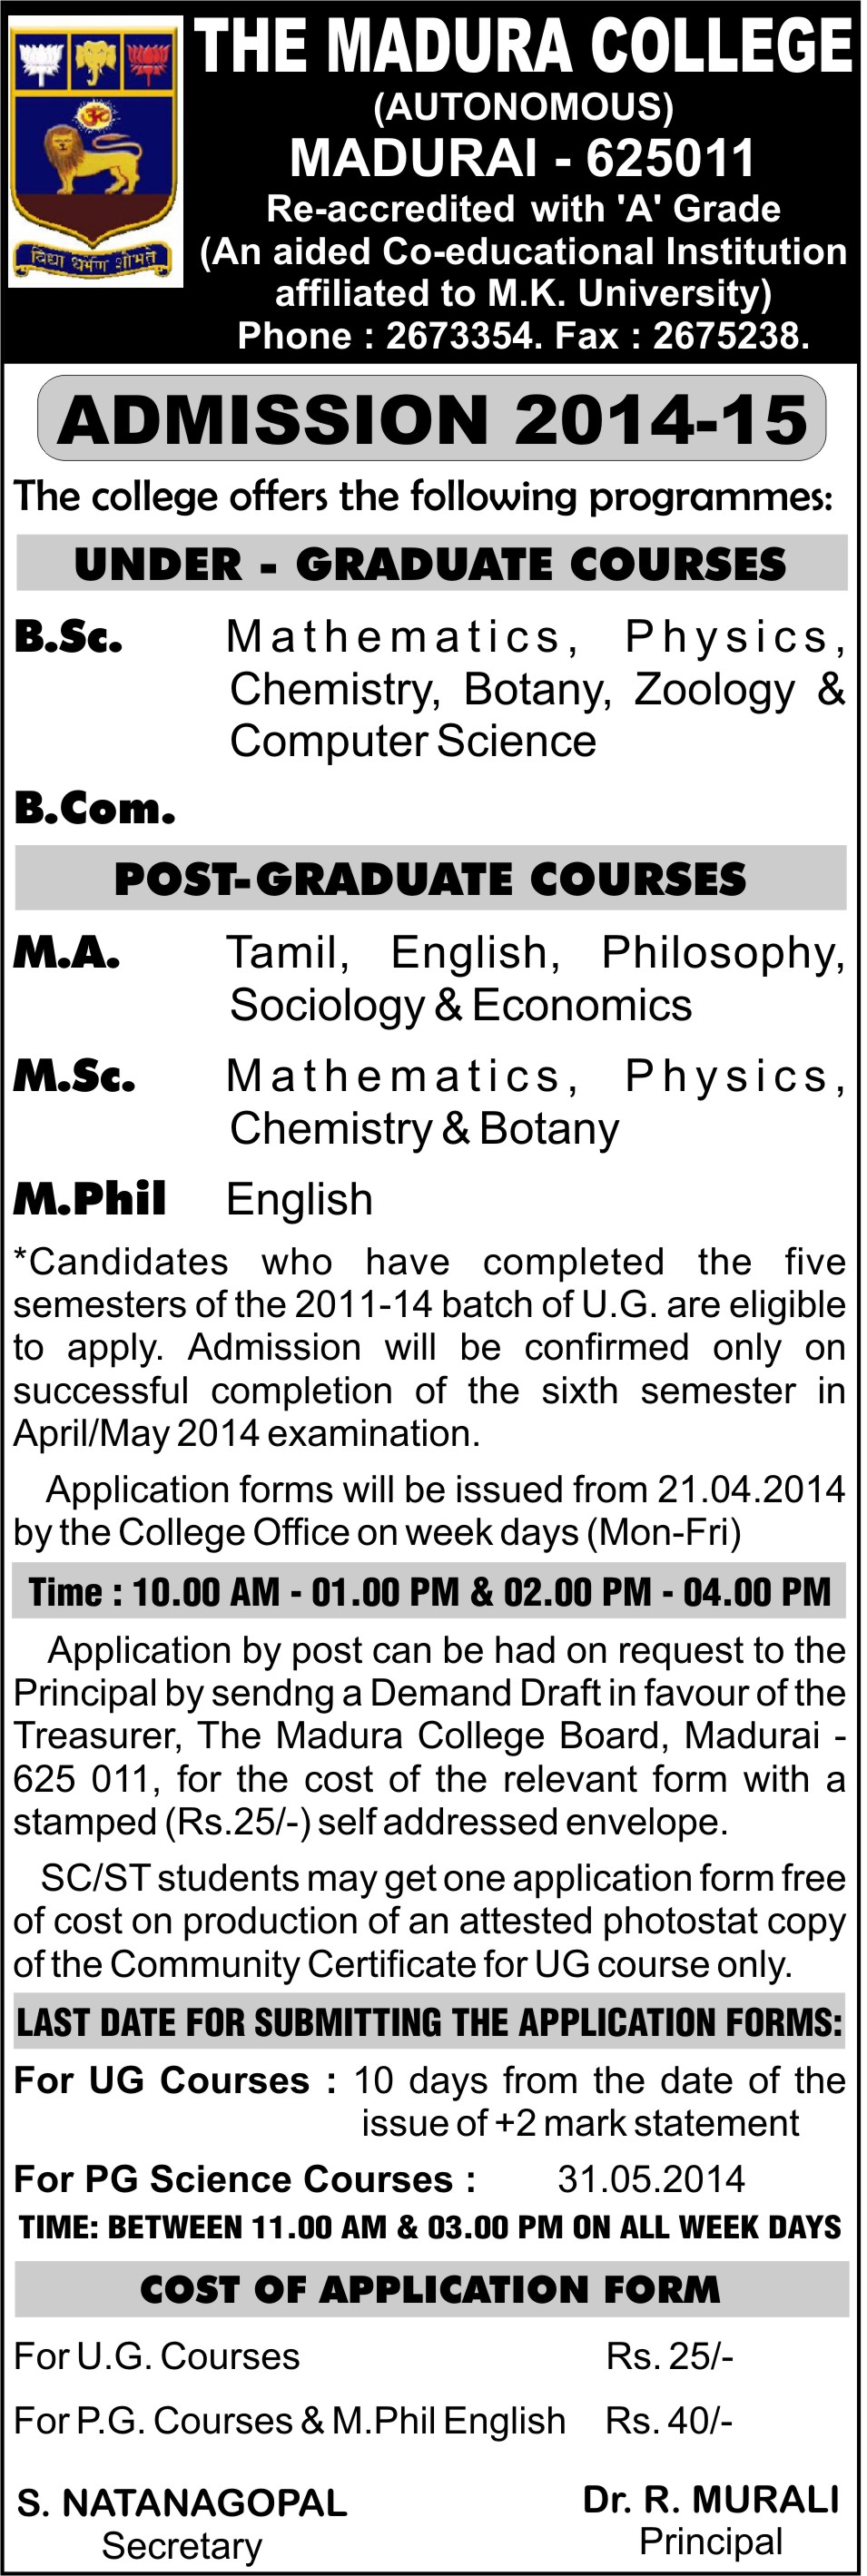 THE MADURA COLLEGE
(AUTONOMOUS)
MADURAI - 625011
Re-accredited with 'A' Grade
(An aided Co-educational Institution
affiliated to M.K. University)
Phone : 2673354. Fax : 2675238.
विद्या धर्मेण शोभते
ADMISSION 2014-15
The college offers the following programmes:
UNDER - GRADUATE COURSES
B.Sc. Mathematics, Physics,
Chemistry, Botany, Zoology &
Computer Science
B.Com.
POST-GRADUATE COURSES
M.A. Tamil, English, Philosophy,
Sociology & Economics
M.Sc. Mathematics, Physics,
Chemistry & Botany
M.Phil English
*Candidates who have completed the five
semesters of the 2011-14 batch of U.G. are eligible
to apply. Admission will be confirmed only on
successful completion of the sixth semester in
April/May 2014 examination.
Application forms will be issued from 21.04.2014
by the College Office on week days (Mon-Fri)
Time : 10.00 AM - 01.00 PM & 02.00 PM - 04.00 PM
Application by post can be had on request to the
Principal by sendng a Demand Draft in favour of the
Treasurer, The Madura College Board, Madurai -
625 011, for the cost of the relevant form with a
stamped (Rs.25/-) self addressed envelope.
SC/ST students may get one application form free
of cost on production of an attested photostat copy
of the Community Certificate for UG course only.
LAST DATE FOR SUBMITTING THE APPLICATION FORMS:
For UG Courses : 10 days from the date of the
issue of +2 mark statement
For PG Science Courses : 31.05.2014
TIME: BETWEEN 11.00 AM & 03.00 PM ON ALL WEEK DAYS
COST OF APPLICATION FORM
For U.G. Courses Rs. 25/-
For P.G. Courses & M.Phil English Rs. 40/-
S. NATANAGOPAL Dr. R. MURALI
Secretary Principal